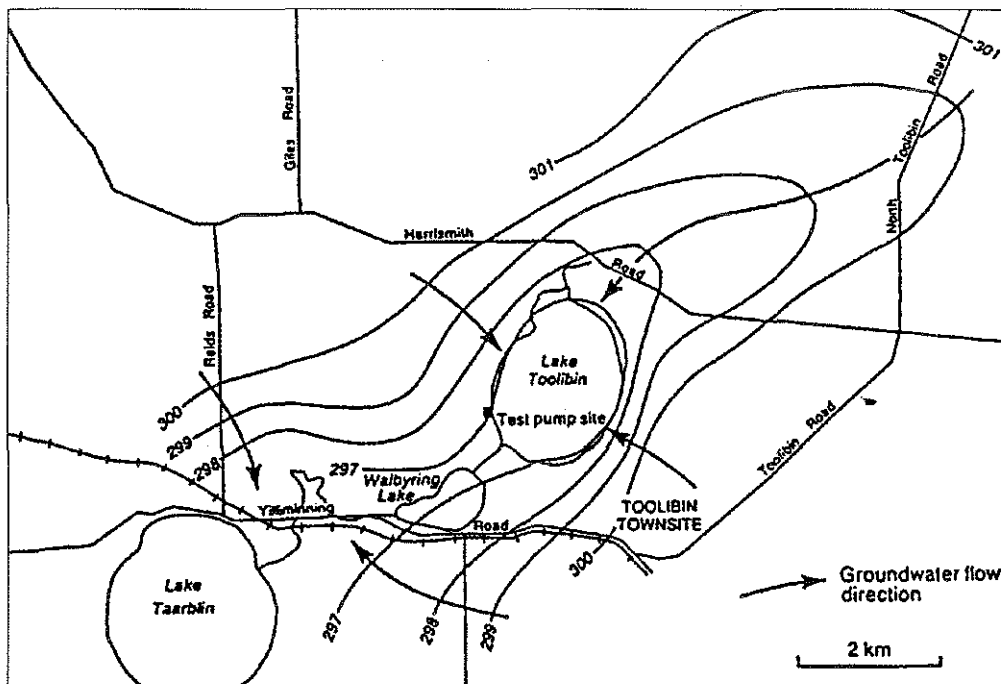 301
Road
Giles Road
301
Toolibin
North
Harrismith
Road
Reids Road
Lake
Toolibin
300
Test pump site
299
298
297
Walbyring
Lake
Toolibin Road
Yilliminning
Road
TOOLIBIN
TOWNSITE
300
Lake
Taarblin
Groundwater flow
direction
297
298
299
2 km